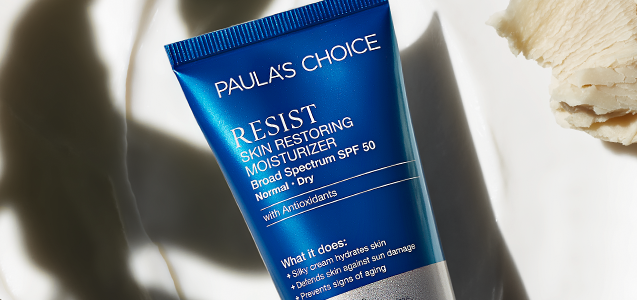 PAULA'S CHOICE
RESIST
SKIN RESTORING
MOISTURIZER
Broad Spectrum SPF 50
Normal • Dry
with Antioxidants
What it does:
✦ Silky cream hydrates skin
✦ Defends skin against sun damage
✦ Prevents signs of aging